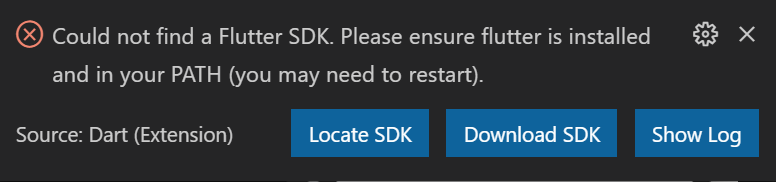 Could not find a Flutter SDK. Please ensure flutter is installed
and in your PATH (you may need to restart).
Source: Dart (Extension)
Locate SDK
Download SDK
Show Log